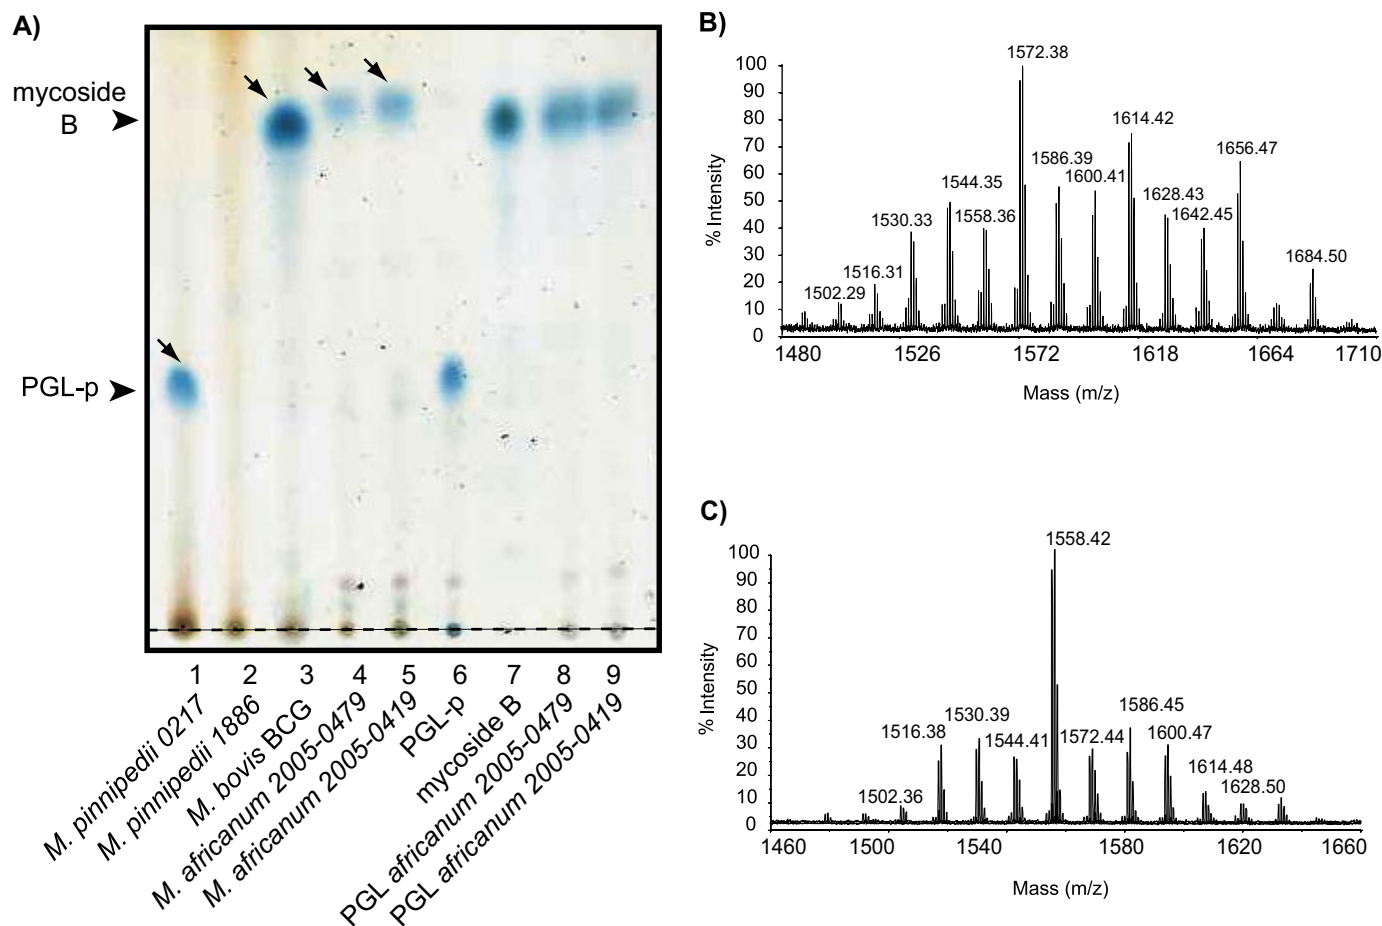 A)
mycoside
B
PGL-p
1 2 3 4 5 6 7 8 9
M. pinnipedii 0217
M. pinnipedii 1886
M. bovis BCG
M. africanum 2005-0479
M. africanum 2005-0419
PGL-p
mycoside B
PGL africanum 2005-0479
PGL africanum 2005-0419
B)
% Intensity
100
90
80
70
60
50
40
30
20
10
0
1502.29
1516.31
1530.33
1544.35
1558.36
1572.38
1586.39
1600.41
1614.42
1628.43
1642.45
1656.47
1684.50
1480 1526 1572 1618 1664 1710
Mass (m/z)
C)
% Intensity
100
90
80
70
60
50
40
30
20
10
0
1502.36
1516.38
1530.39
1544.41
1558.42
1572.44
1586.45
1600.47
1614.48
1628.50
1460 1500 1540 1580 1620 1660
Mass (m/z)